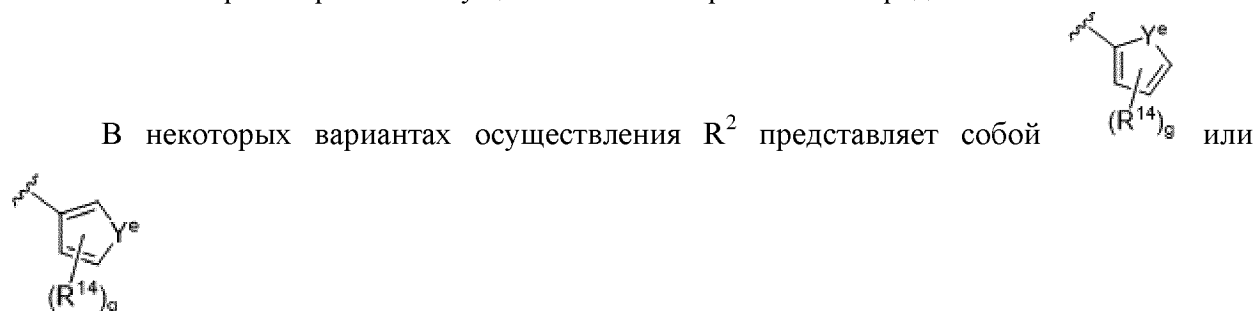 В некоторых вариантах осуществления R² представляет собой Yᵉ (R¹⁴)g или
Yᵉ
(R¹⁴)g